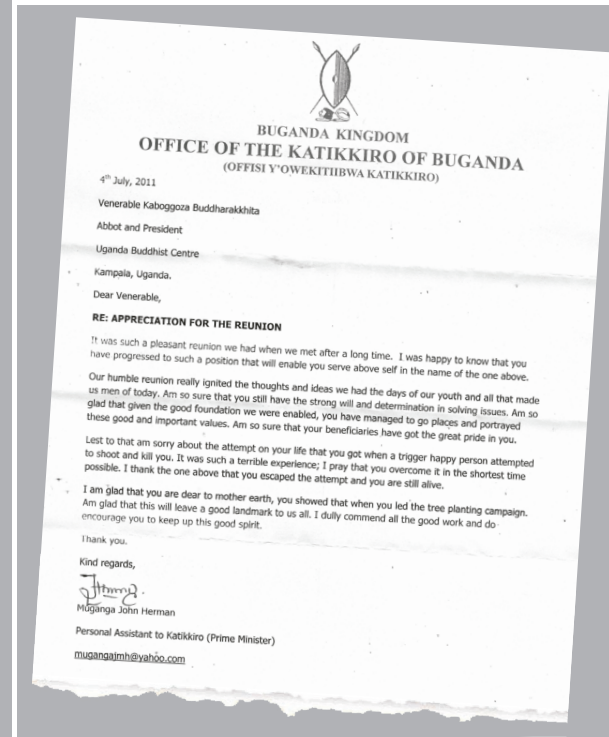 BUGANDA KINGDOM
OFFICE OF THE KATIKKIRO OF BUGANDA
(OFFISI Y'OWEKITIIBWA KATIKKIRO)
4th July, 2011
Venerable Kaboggoza Buddharakkhita
Abbot and President
Uganda Buddhist Centre
Kampala, Uganda.
Dear Venerable,
RE: APPRECIATION FOR THE REUNION
It was such a pleasant reunion we had when we met after a long time. I was happy to know that you
have progressed to such a position that will enable you serve above self in the name of the one above.
Our humble reunion really ignited the thoughts and ideas we had the days of our youth and all that made
us men of today. Am so sure that you still have the strong will and determination in solving issues. Am so
glad that given the good foundation we were enabled, you have managed to go places and portrayed
these good and important values. Am so sure that your beneficiaries have got the great pride in you.
Lest to that am sorry about the attempt on your life that you got when a trigger happy person attempted
to shoot and kill you. It was such a terrible experience; I pray that you overcome it in the shortest time
possible. I thank the one above that you escaped the attempt and you are still alive.
I am glad that you are dear to mother earth, you showed that when you led the tree planting campaign.
Am glad that this will leave a good landmark to us all. I dully commend all the good work and do
encourage you to keep up this good spirit.
Thank you.
Kind regards,
Muganga John Herman
Personal Assistant to Katikkiro (Prime Minister)
mugangajmh@yahoo.com